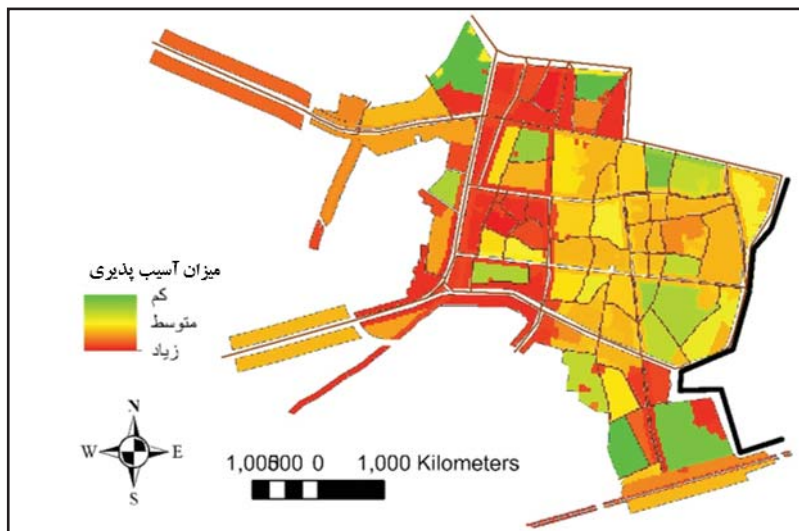 میزان آسیب پذیری
کم
متوسط
زیاد
N
W E
S
1,000500 0 1,000 Kilometers